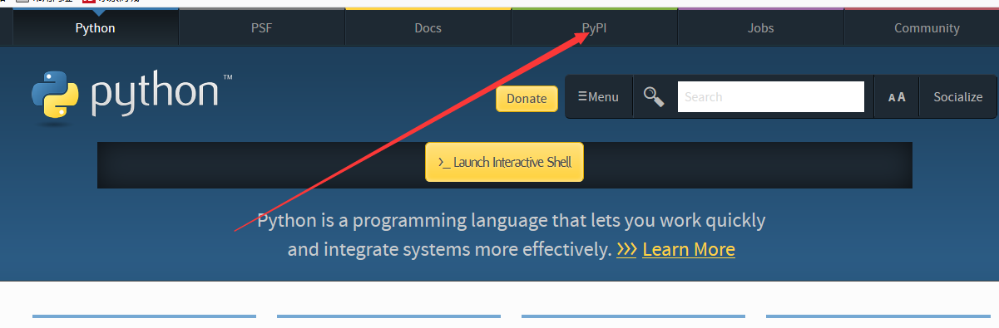 Python PSF Docs PyPI Jobs Community
python™
Donate ☰Menu Search A A Socialize
>_ Launch Interactive Shell
Python is a programming language that lets you work quickly
and integrate systems more effectively. >>> Learn More